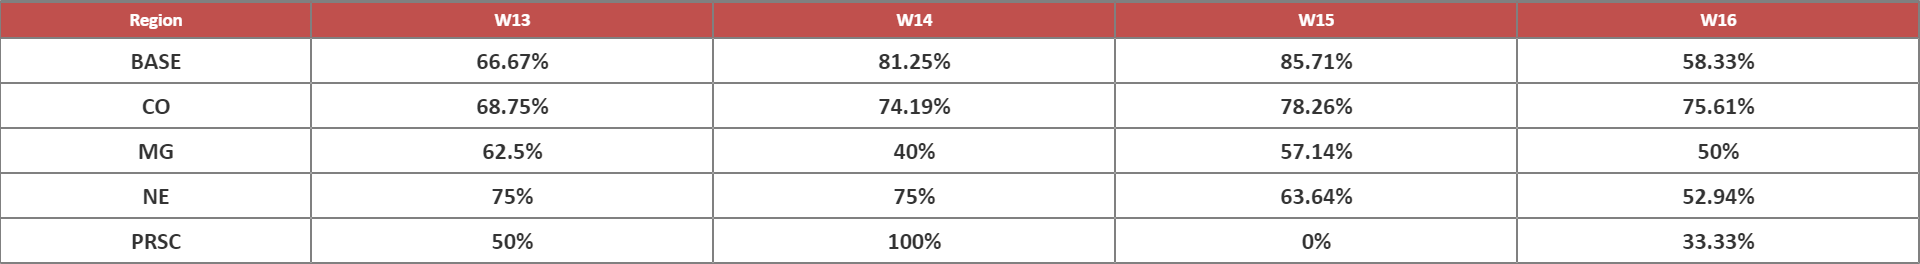 Region W13 W14 W15 W16
BASE 66.67% 81.25% 85.71% 58.33%
CO 68.75% 74.19% 78.26% 75.61%
MG 62.5% 40% 57.14% 50%
NE 75% 75% 63.64% 52.94%
PRSC 50% 100% 0% 33.33%